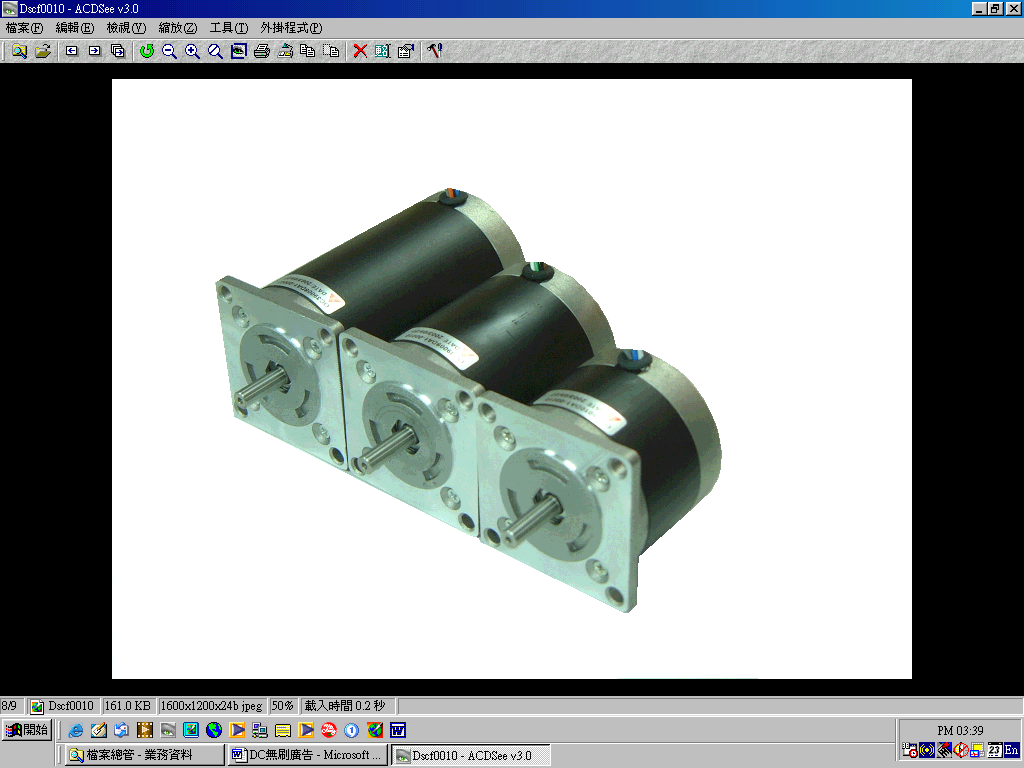 Dscf0010 - ACDSee v3.0
檔案(F) 編輯(E) 檢視(V) 縮放(Z) 工具(T) 外掛程式(P)
8/9 Dscf0010 161.0 KB 1600x1200x24b jpeg 50% 載入時間 0.2 秒
開始 PM 03:39
23 En
檔案總管 - 業務資料 DC無刷廣告 - Microsoft ... Dscf0010 - ACDSee v3.0